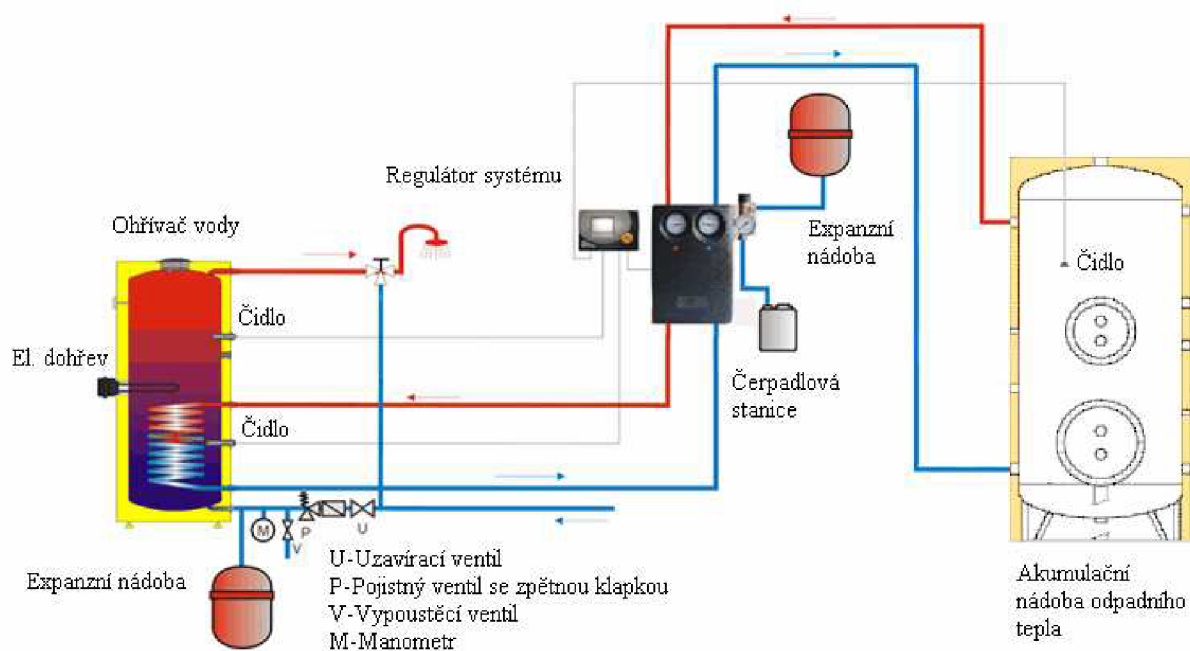 Regulátor systému
Ohřívač vody
Expanzní
nádoba
Čidlo
Čidlo
El. dohřev
Čerpadlová
stanice
Čidlo
M
V
P
U
U-Uzavírací ventil
P-Pojistný ventil se zpětnou klapkou
V-Vypoustěcí ventil
M-Manometr
Expanzní nádoba
Akumulační
nádoba odpadního
tepla